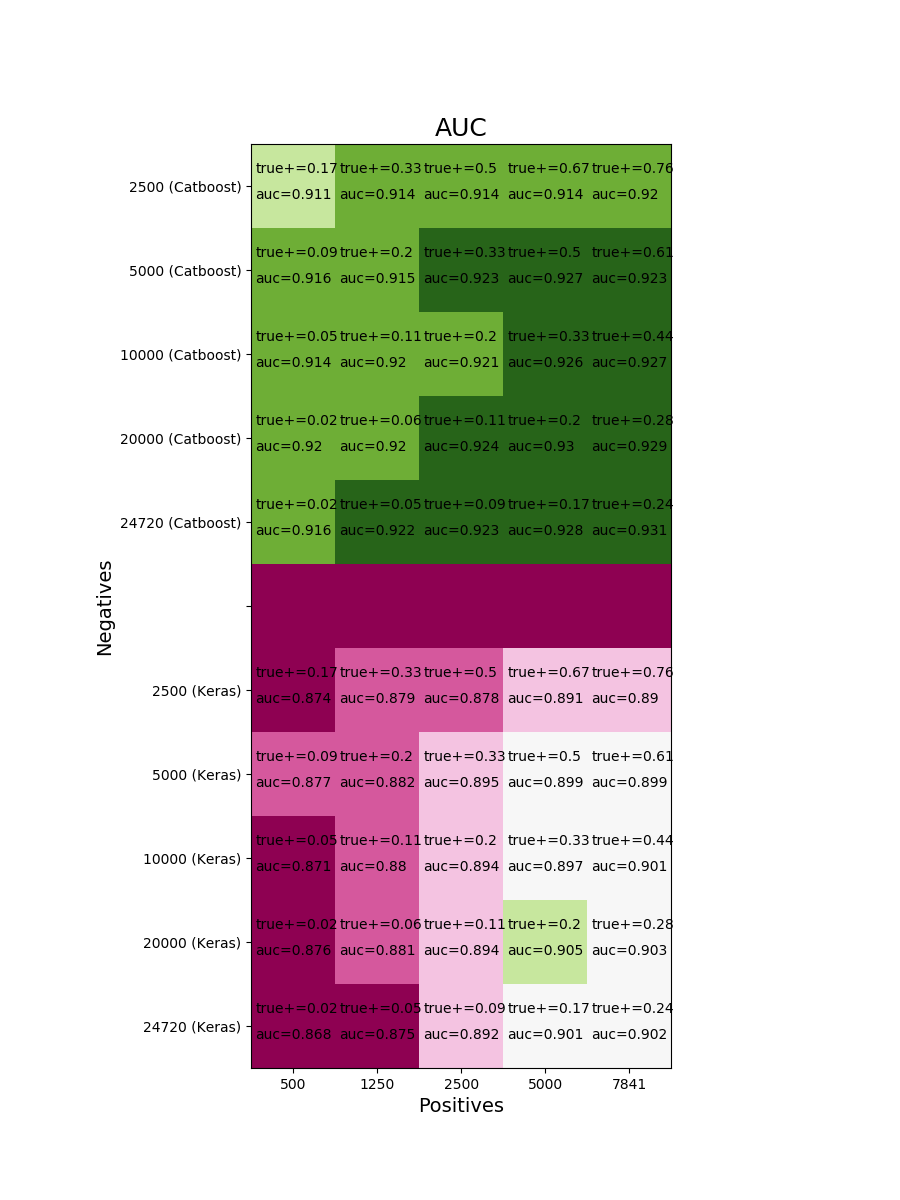 AUC
true+=0.17 true+=0.33 true+=0.5 true+=0.67 true+=0.76
2500 (Catboost)
auc=0.911 auc=0.914 auc=0.914 auc=0.914 auc=0.92
true+=0.09 true+=0.2 true+=0.33 true+=0.5 true+=0.61
5000 (Catboost)
auc=0.916 auc=0.915 auc=0.923 auc=0.927 auc=0.923
true+=0.05 true+=0.11 true+=0.2 true+=0.33 true+=0.44
10000 (Catboost)
auc=0.914 auc=0.92 auc=0.921 auc=0.926 auc=0.927
true+=0.02 true+=0.06 true+=0.11 true+=0.2 true+=0.28
20000 (Catboost)
auc=0.92 auc=0.92 auc=0.924 auc=0.93 auc=0.929
true+=0.02 true+=0.05 true+=0.09 true+=0.17 true+=0.24
24720 (Catboost)
auc=0.916 auc=0.922 auc=0.923 auc=0.928 auc=0.931
Negatives
true+=0.17 true+=0.33 true+=0.5 true+=0.67 true+=0.76
2500 (Keras)
auc=0.874 auc=0.879 auc=0.878 auc=0.891 auc=0.89
true+=0.09 true+=0.2 true+=0.33 true+=0.5 true+=0.61
5000 (Keras)
auc=0.877 auc=0.882 auc=0.895 auc=0.899 auc=0.899
true+=0.05 true+=0.11 true+=0.2 true+=0.33 true+=0.44
10000 (Keras)
auc=0.871 auc=0.88 auc=0.894 auc=0.897 auc=0.901
true+=0.02 true+=0.06 true+=0.11 true+=0.2 true+=0.28
20000 (Keras)
auc=0.876 auc=0.881 auc=0.894 auc=0.905 auc=0.903
true+=0.02 true+=0.05 true+=0.09 true+=0.17 true+=0.24
24720 (Keras)
auc=0.868 auc=0.875 auc=0.892 auc=0.901 auc=0.902
500 1250 2500 5000 7841
Positives